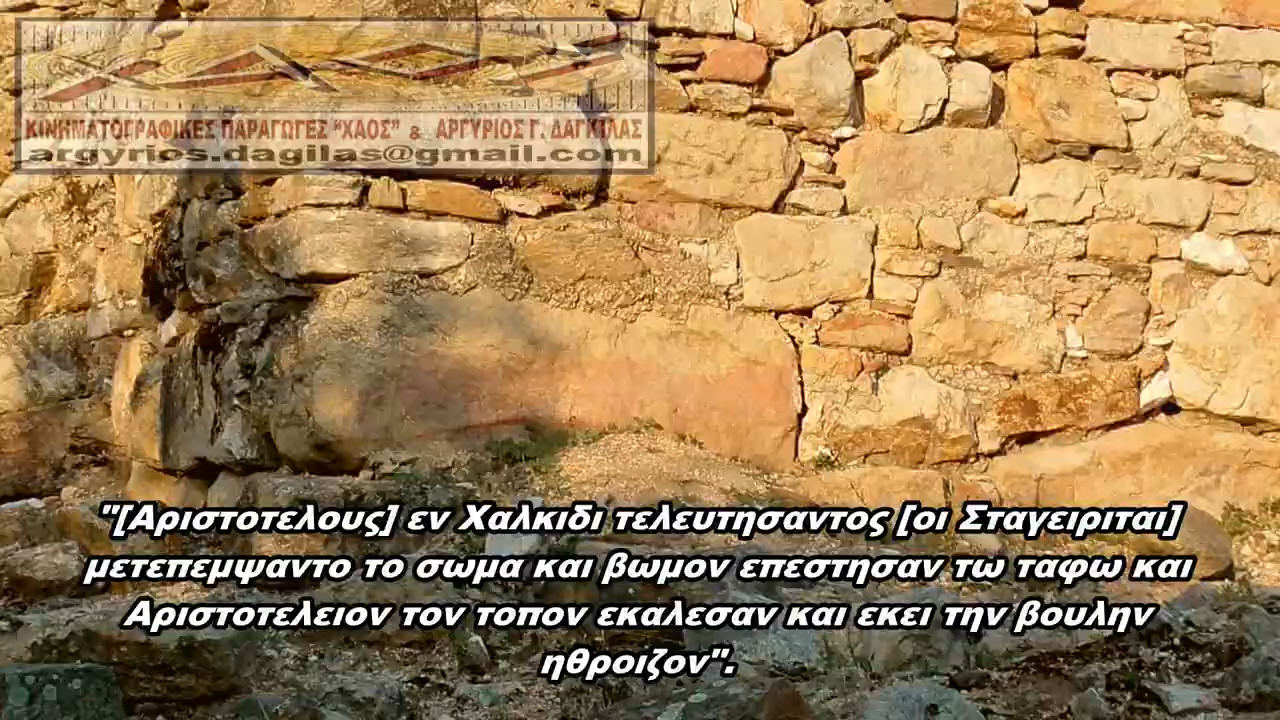 ΚΙΝΗΜΑΤΟΓΡΑΦΙΚΕΣ ΠΑΡΑΓΩΓΕΣ "ΧΑΟΣ" & ΑΡΓΥΡΙΟΣ Γ. ΔΑΓΚΙΛΑΣ
argyrios.dagilas@gmail.com
"[Αριστοτελους] εν Χαλκιδι τελευτησαντος [οι Σταγειριται]
μετεπεμψαντο το σωμα και βωμον επεστησαν τω ταφω και
Αριστοτελειον τον τοπον εκαλεσαν και εκει την βουλην
ηθροιζον".